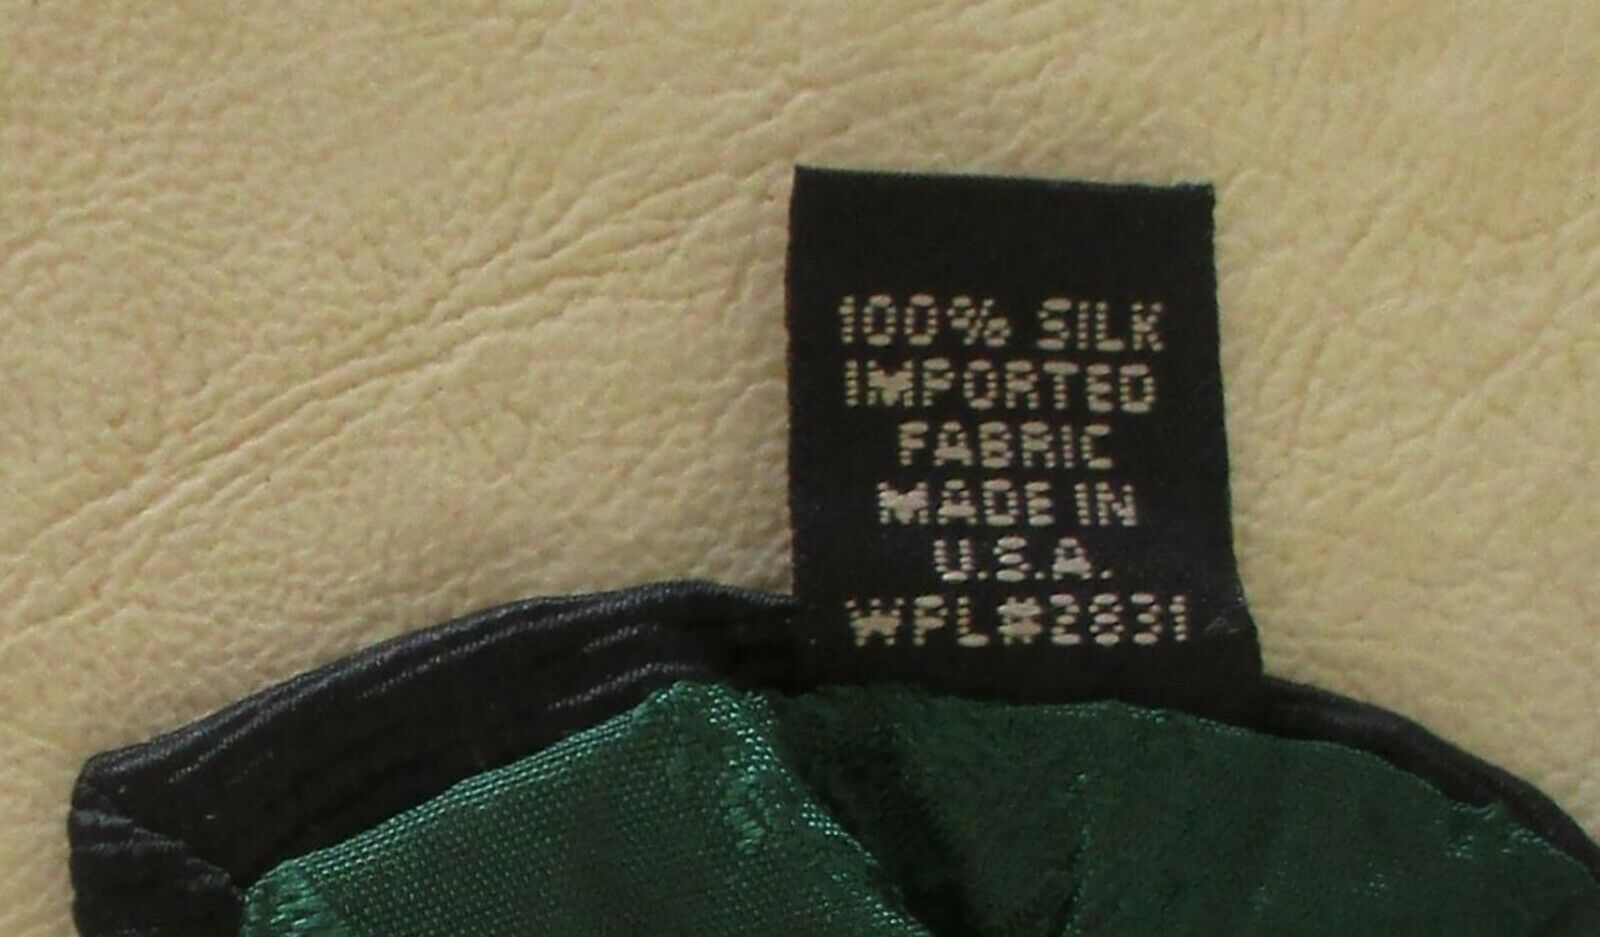 100% SILK
IMPORTED
FABRIC
MADE IN
U.S.A.
WPL#2831